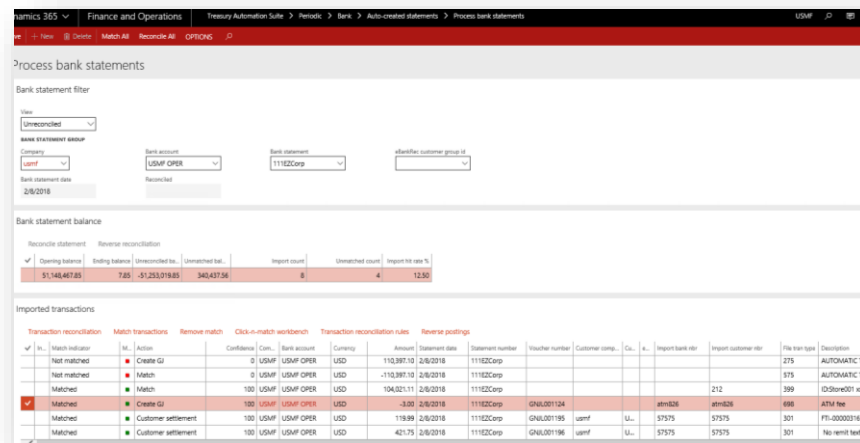 namics 365 Finance and Operations Treasury Automation Suite > Periodic > Bank > Auto-created statements > Process bank statements USMF
ve + New Delete Match All Reconcile All OPTIONS
Process bank statements
Bank statement filter
View
Unreconciled
BANK STATEMENT GROUP
Company Bank account Bank statement eBankRec customer group id
usmf USMF OPER 111EZCorp
Bank statement date Reconciled
2/8/2018
Bank statement balance
Reconcile statement Reverse reconciliation
Opening balance Ending balance Unreconciled ba... Unmatched bal... Import count Unmatched count Import hit rate %
51,148,467.85 7.85 -51,253,019.85 340,437.56 8 4 12.50
Imported transactions
Transaction reconciliation Match transactions Remove match Click-n-match workbench Transaction reconciliation rules Reverse postings
In... Match indicator M... Action Confidence Com... Bank account Currency Amount Statement date Statement number Voucher number Customer comp... Cu... e... Import bank nbr Import customer nbr File tran type Description
Not matched Create GJ 0 USMF USMF OPER USD 110,397.10 2/8/2018 111EZCorp 275 AUTOMATIC
Not matched Match 0 USMF USMF OPER USD -110,397.10 2/8/2018 111EZCorp 575 AUTOMATIC
Matched Match 100 USMF USMF OPER USD 104,021.11 2/8/2018 111EZCorp 212 399 ID:Store001
Matched Create GJ 100 USMF USMF OPER USD -3.00 2/8/2018 111EZCorp GNJL001124 atm826 atm826 698 ATM fee
Matched Customer settlement 100 USMF USMF OPER USD 119.99 2/8/2018 111EZCorp GNJL001195 usmf U... 57575 57575 301 FTI-00000316
Matched Customer settlement 100 USMF USMF OPER USD 421.75 2/8/2018 111EZCorp GNJL001196 usmf U... 57575 57575 301 No remit text